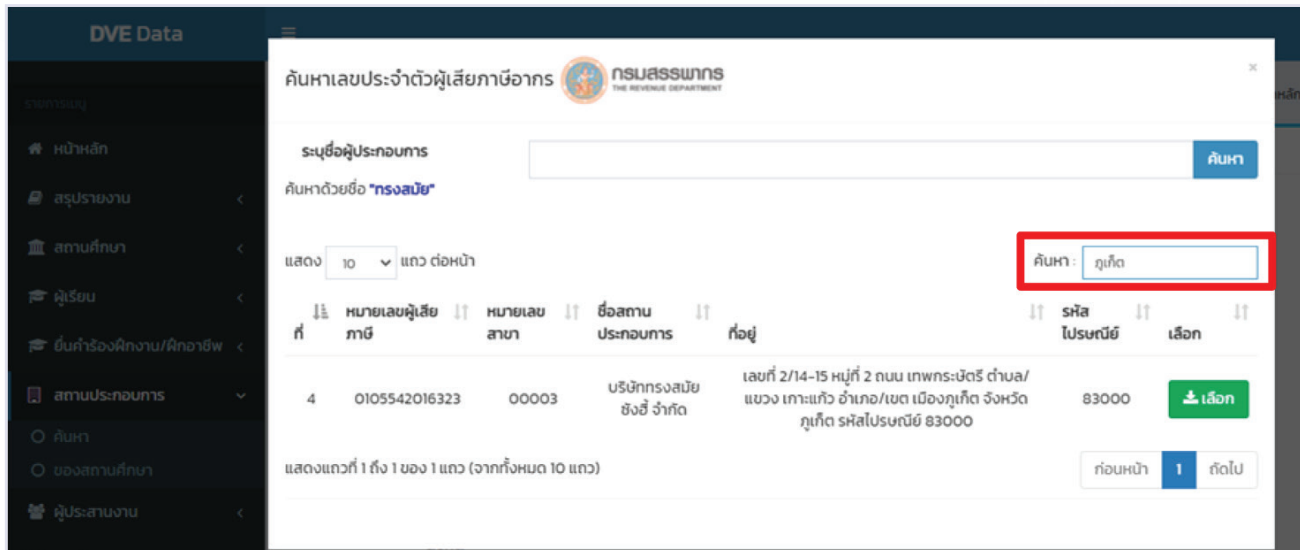 DVE Data
รายการเมนู
หน้าหลัก
สรุปรายงาน
สถานศึกษา
ผู้เรียน
ยื่นคำร้องฝึกงาน/ฝึกอาชีพ
สถานประกอบการ
ค้นหา
ของสถานศึกษา
ผู้ประสานงาน
ค้นหาเลขประจำตัวผู้เสียภาษีอากร กรมสรรพากร
THE REVENUE DEPARTMENT
×
ระบุชื่อผู้ประกอบการ ค้นหา
ค้นหาด้วยชื่อ "ทรงสมัย"
แสดง 10 แถว ต่อหน้า ค้นหา : ภูเก็ต
ที่ หมายเลขผู้เสีย หมายเลข ชื่อสถาน ที่อยู่ รหัส เลือก
ภาษี สาขา ประกอบการ ไปรษณีย์
4 0105542016323 00003 บริษัททรงสมัย
ซังฮี้ จำกัด
เลขที่ 2/14-15 หมู่ที่ 2 ถนน เทพกระษัตรี ตำบล/
แขวง เกาะแก้ว อำเภอ/เขต เมืองภูเก็ต จังหวัด
ภูเก็ต รหัสไปรษณีย์ 83000
83000 เลือก
แสดงแถวที่ 1 ถึง 1 ของ 1 แถว (จากทั้งหมด 10 แถว) ก่อนหน้า 1 ถัดไป